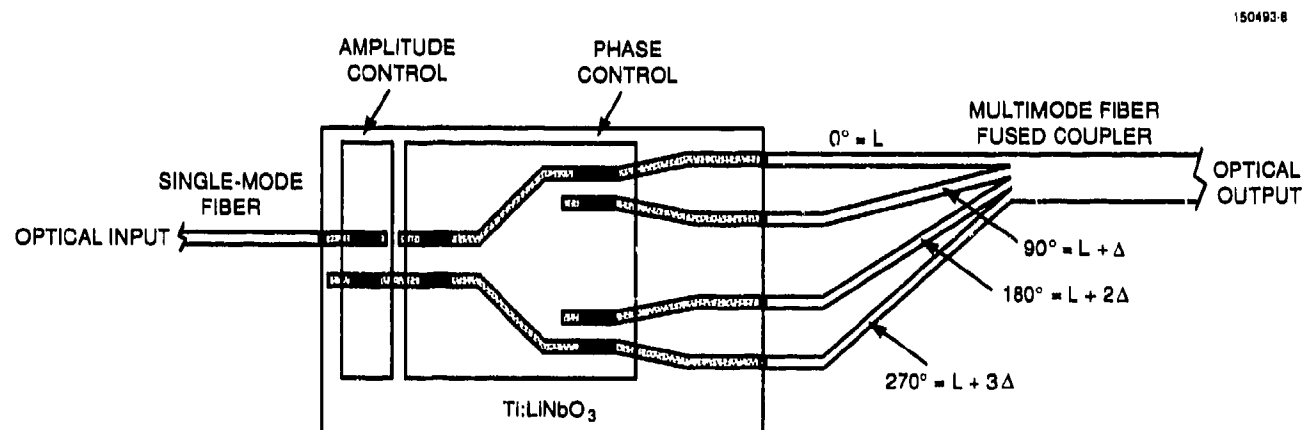 150493-8
AMPLITUDE
CONTROL
PHASE
CONTROL
0° = L
MULTIMODE FIBER
FUSED COUPLER
SINGLE-MODE
FIBER
OPTICAL INPUT
OPTICAL
OUTPUT
90° = L + Δ
180° = L + 2Δ
270° = L + 3Δ
Ti:LiNbO₃